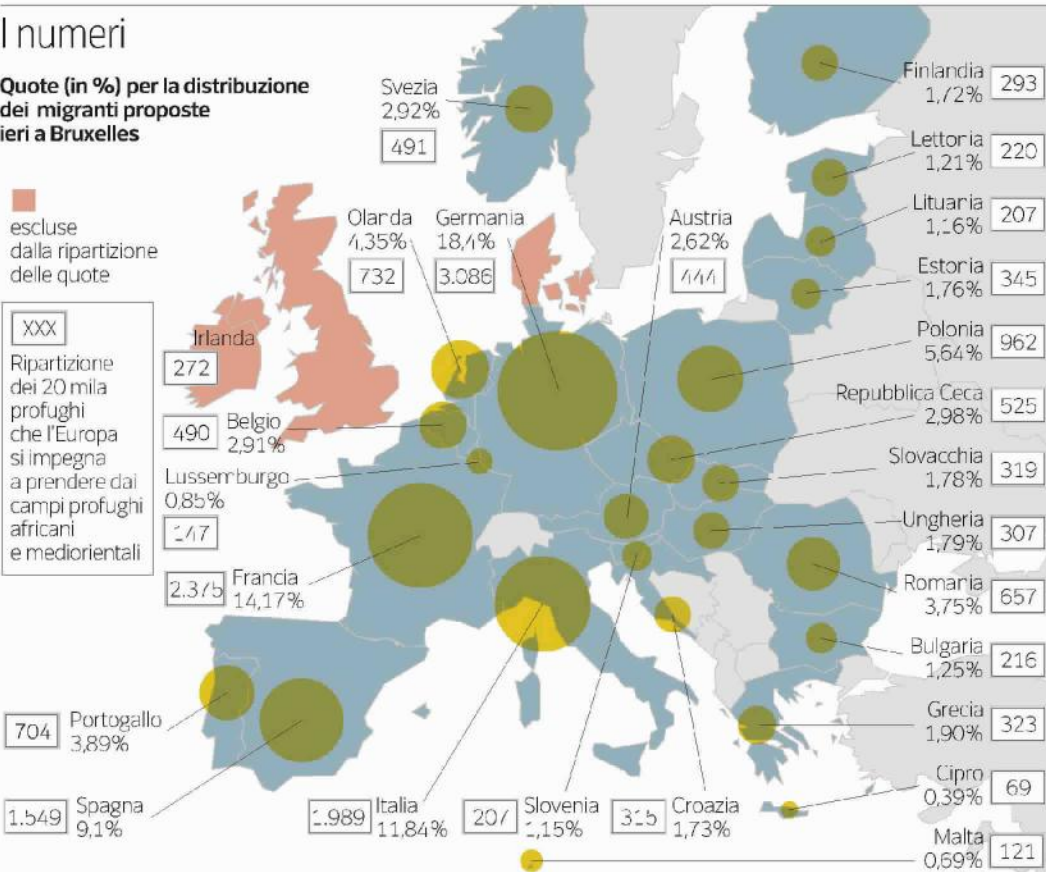 I numeri
Quote (in %) per la distribuzione
dei migranti proposte
ieri a Bruxelles
escluse
dalla ripartizione
delle quote
XXX
Ripartizione
dei 20 mila
profughi
che l'Europa
si impegna
a prendere dai
campi profughi
africani
e mediorientali
Svezia
2,92%
491
Olanda
4,35%
732
Germania
18,4%
3.086
Austria
2,62%
444
Finlandia
1,72%
293
Lettonia
1,21%
220
Lituania
1,16%
207
Estonia
1,76%
345
Polonia
5,64%
962
Repubblica Ceca
2,98%
525
Slovacchia
1,78%
319
Ungheria
1,79%
307
Romania
3,75%
657
Bulgaria
1,25%
216
Grecia
1,90%
323
Cipro
0,39%
69
Malta
0,69%
121
Irlanda
272
490
Belgio
2,91%
Lussemburgo
0,85%
147
2.375
Francia
14,17%
704
Portogallo
3,89%
1.549
Spagna
9,1%
1.989
Italia
11,84%
207
Slovenia
1,15%
315
Croazia
1,73%